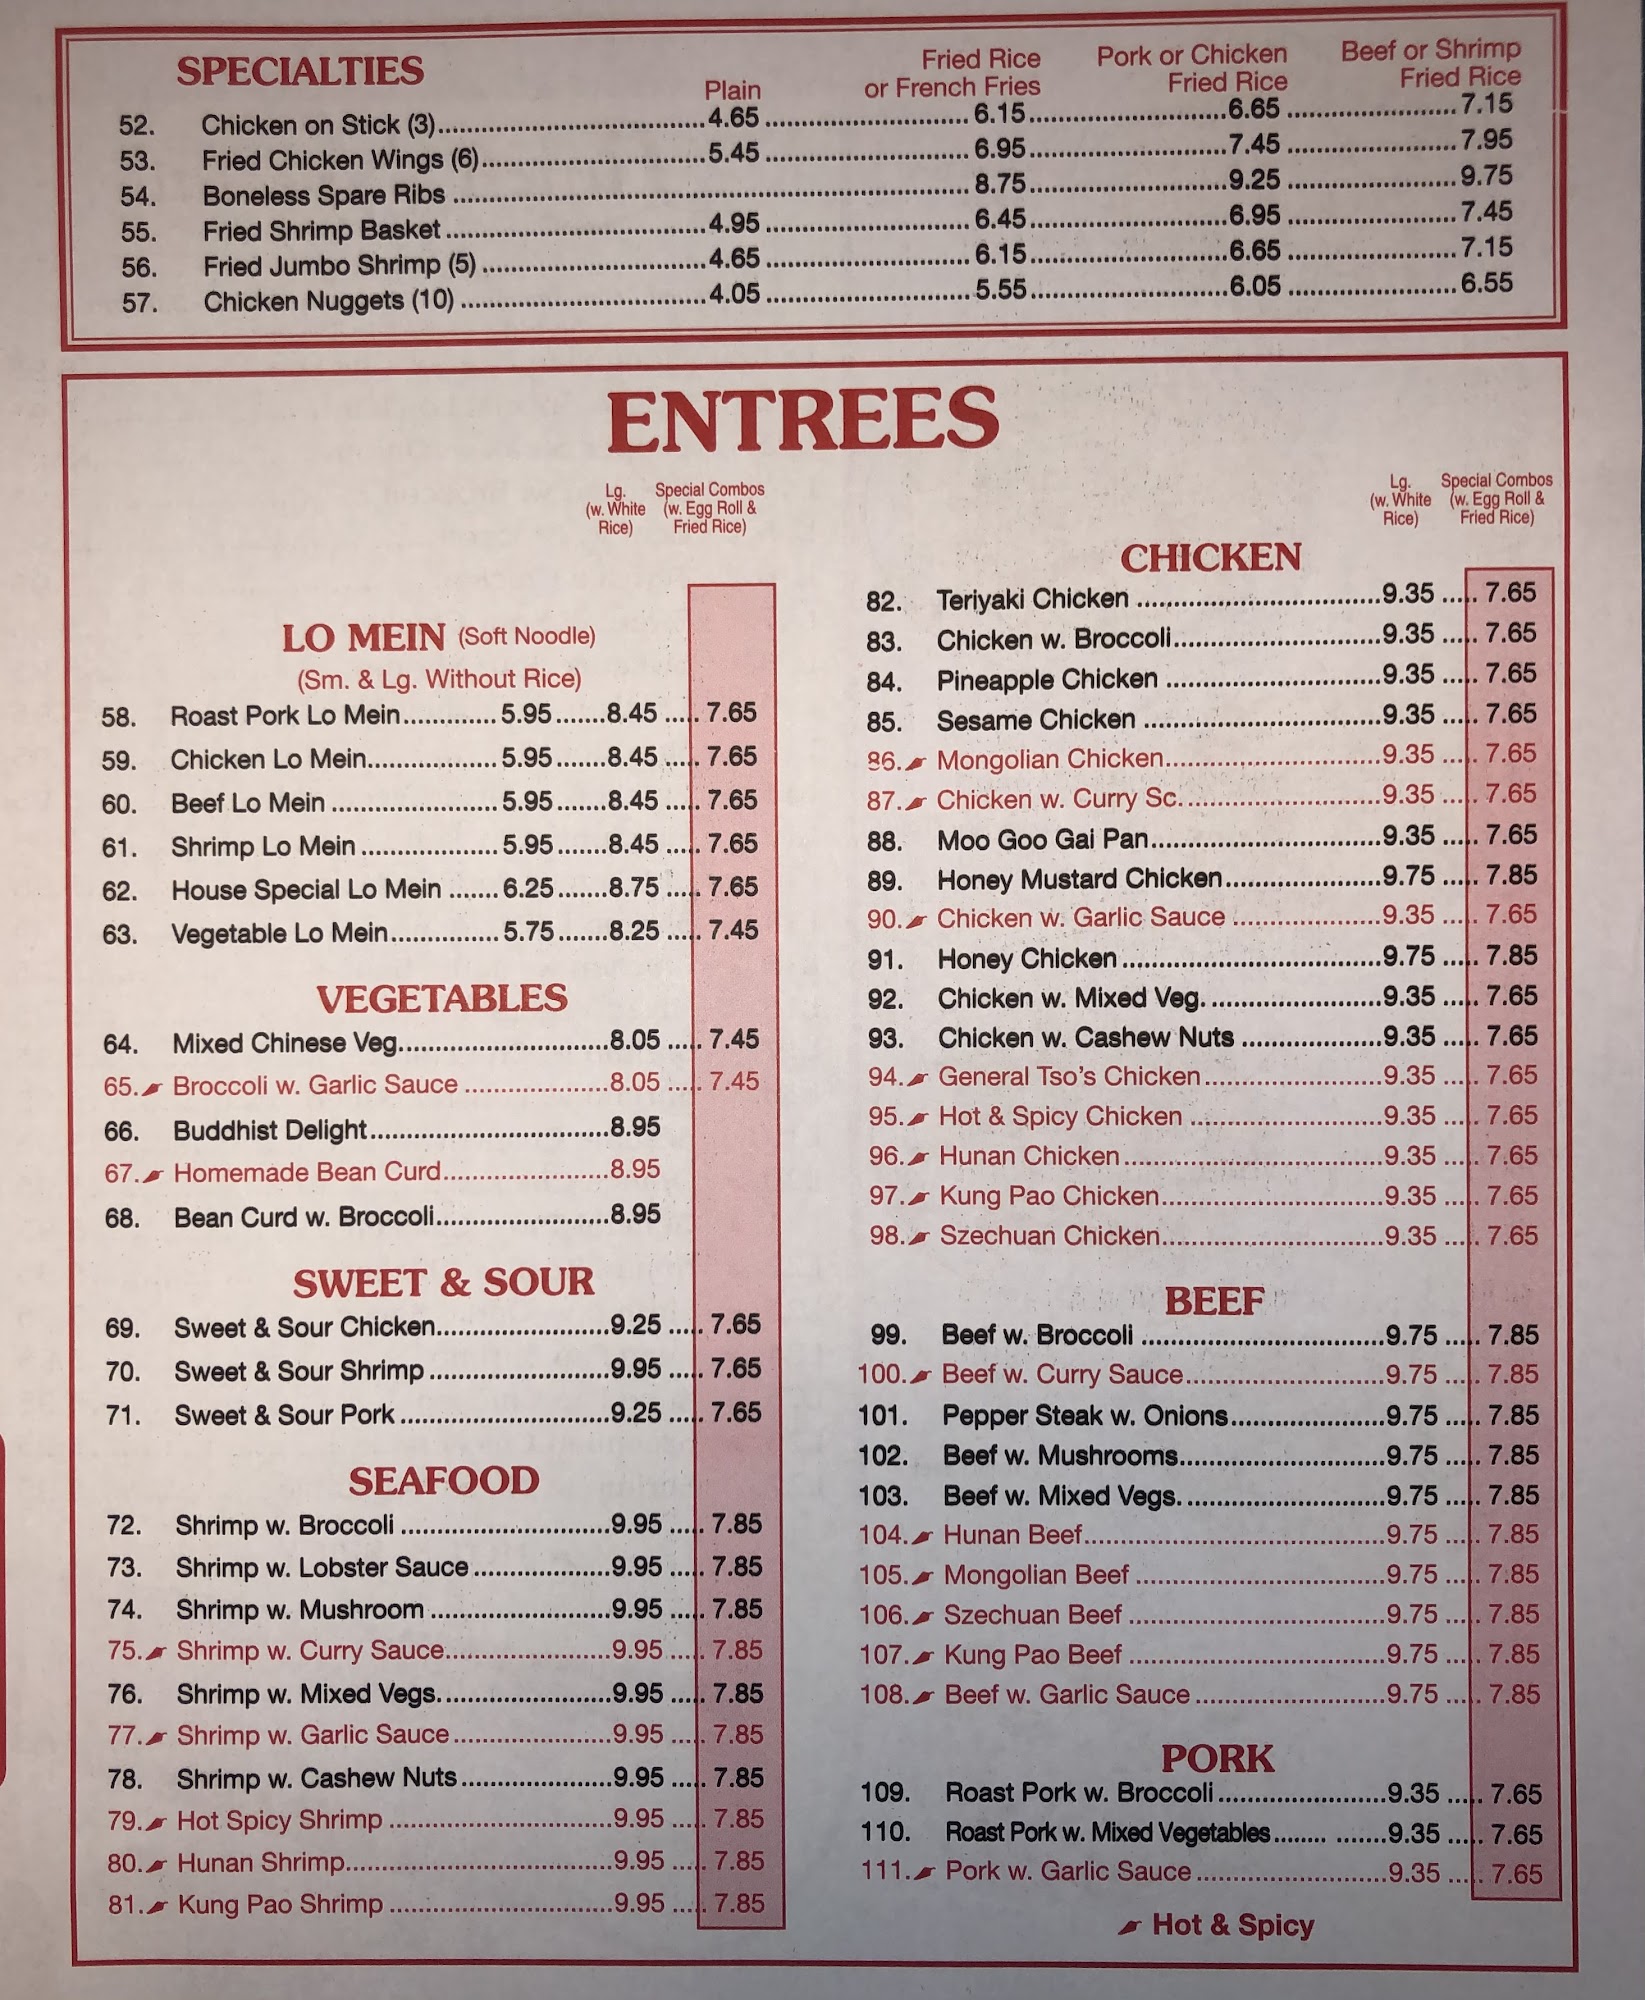 SPECIALTIES Plain Fried Rice or French Fries Pork or Chicken Fried Rice Beef or Shrimp Fried Rice
52. Chicken on Stick (3) 4.65 6.15 6.65 7.15
53. Fried Chicken Wings (6) 5.45 6.95 7.45 7.95
54. Boneless Spare Ribs 8.75 9.25 9.75
55. Fried Shrimp Basket 4.95 6.45 6.95 7.45
56. Fried Jumbo Shrimp (5) 4.65 6.15 6.65 7.15
57. Chicken Nuggets (10) 4.05 5.55 6.05 6.55
ENTREES
Lg. (w. White Rice) Special Combos (w. Egg Roll & Fried Rice)
LO MEIN (Soft Noodle)
(Sm. & Lg. Without Rice)
58. Roast Pork Lo Mein 5.95 8.45 7.65
59. Chicken Lo Mein 5.95 8.45 7.65
60. Beef Lo Mein 5.95 8.45 7.65
61. Shrimp Lo Mein 5.95 8.45 7.65
62. House Special Lo Mein 6.25 8.75 7.65
63. Vegetable Lo Mein 5.75 8.25 7.45
VEGETABLES
64. Mixed Chinese Veg. 8.05 7.45
65. Broccoli w. Garlic Sauce 8.05 7.45
66. Buddhist Delight 8.95
67. Homemade Bean Curd 8.95
68. Bean Curd w. Broccoli 8.95
SWEET & SOUR
69. Sweet & Sour Chicken 9.25 7.65
70. Sweet & Sour Shrimp 9.95 7.65
71. Sweet & Sour Pork 9.25 7.65
SEAFOOD
72. Shrimp w. Broccoli 9.95 7.85
73. Shrimp w. Lobster Sauce 9.95 7.85
74. Shrimp w. Mushroom 9.95 7.85
75. Shrimp w. Curry Sauce 9.95 7.85
76. Shrimp w. Mixed Vegs. 9.95 7.85
77. Shrimp w. Garlic Sauce 9.95 7.85
78. Shrimp w. Cashew Nuts 9.95 7.85
79. Hot Spicy Shrimp 9.95 7.85
80. Hunan Shrimp 9.95 7.85
81. Kung Pao Shrimp 9.95 7.85
Lg. (w. White Rice) Special Combos (w. Egg Roll & Fried Rice)
CHICKEN
82. Teriyaki Chicken 9.35 7.65
83. Chicken w. Broccoli 9.35 7.65
84. Pineapple Chicken 9.35 7.65
85. Sesame Chicken 9.35 7.65
86. Mongolian Chicken 9.35 7.65
87. Chicken w. Curry Sc. 9.35 7.65
88. Moo Goo Gai Pan 9.35 7.65
89. Honey Mustard Chicken 9.75 7.85
90. Chicken w. Garlic Sauce 9.35 7.65
91. Honey Chicken 9.75 7.85
92. Chicken w. Mixed Veg. 9.35 7.65
93. Chicken w. Cashew Nuts 9.35 7.65
94. General Tso's Chicken 9.35 7.65
95. Hot & Spicy Chicken 9.35 7.65
96. Hunan Chicken 9.35 7.65
97. Kung Pao Chicken 9.35 7.65
98. Szechuan Chicken 9.35 7.65
BEEF
99. Beef w. Broccoli 9.75 7.85
100. Beef w. Curry Sauce 9.75 7.85
101. Pepper Steak w. Onions 9.75 7.85
102. Beef w. Mushrooms 9.75 7.85
103. Beef w. Mixed Vegs. 9.75 7.85
104. Hunan Beef 9.75 7.85
105. Mongolian Beef 9.75 7.85
106. Szechuan Beef 9.75 7.85
107. Kung Pao Beef 9.75 7.85
108. Beef w. Garlic Sauce 9.75 7.85
PORK
109. Roast Pork w. Broccoli 9.35 7.65
110. Roast Pork w. Mixed Vegetables 9.35 7.65
111. Pork w. Garlic Sauce 9.35 7.65
Hot & Spicy